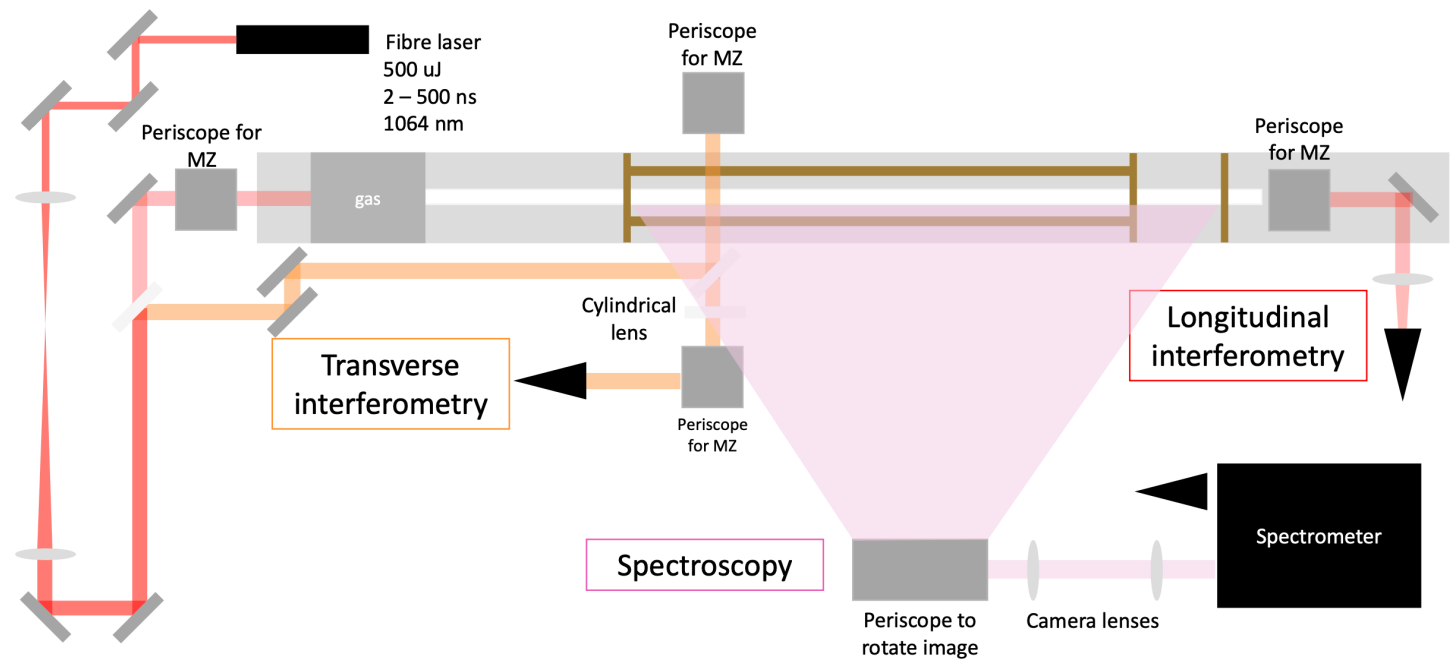 Fibre laser
500 uJ
2 – 500 ns
1064 nm
Periscope
for MZ
Periscope for
MZ
Periscope
for MZ
gas
Cylindrical
lens
Transverse
interferometry
Longitudinal
interferometry
Periscope
for MZ
Spectroscopy
Spectrometer
Periscope to
rotate image
Camera lenses